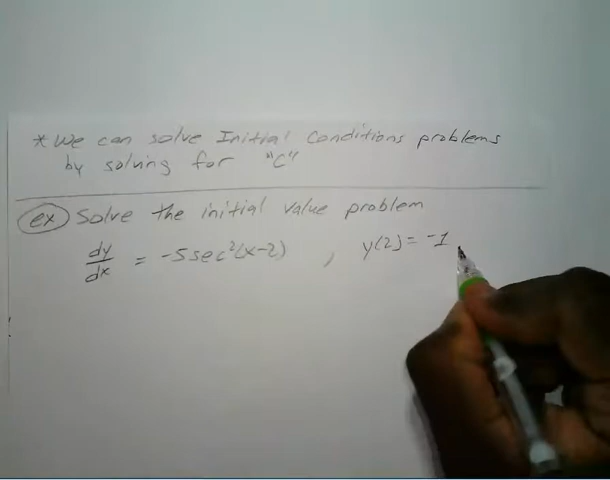 * We can solve Initial Conditions problems
by solving for "C"
ex Solve the initial value problem
dy/dx = -5sec²(x-2) , y(2) = -1